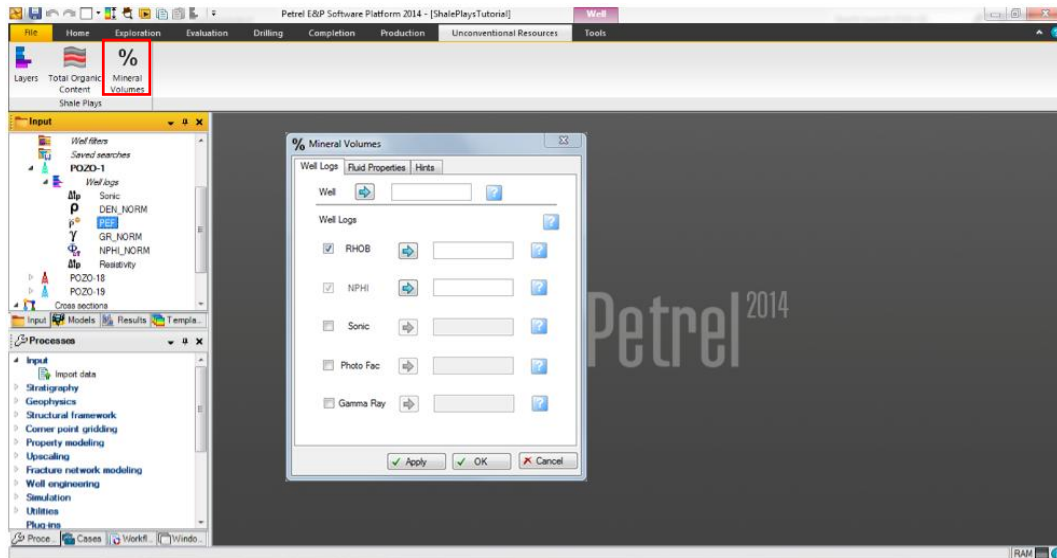 Petrel E&P Software Platform 2014 - [ShalePlaysTutorial]
Well
File Home Exploration Evaluation Drilling Completion Production Unconventional Resources Tools
%
Layers Total Organic Content Mineral Volumes
Shale Plays
Input
Well filters
Saved searches
POZO-1
Well logs
Δlp Sonic
ρ DEN_NORM
PEF
γ GR_NORM
NPHI_NORM
Δlp Resistivity
POZO-18
POZO-19
Cross sections
Input Models Results Templa...
Processes
Input
Import data
Stratigraphy
Geophysics
Structural framework
Corner point gridding
Property modeling
Upscaling
Fracture network modeling
Well engineering
Simulation
Utilities
Plug-ins
Proce... Cases Workfl... Windo...
% Mineral Volumes
Well Logs Fluid Properties Hints
Well ?
Well Logs ?
RHOB ?
NPHI ?
Sonic ?
Photo Fac ?
Gamma Ray ?
Apply OK Cancel
Petrel 2014
RAM